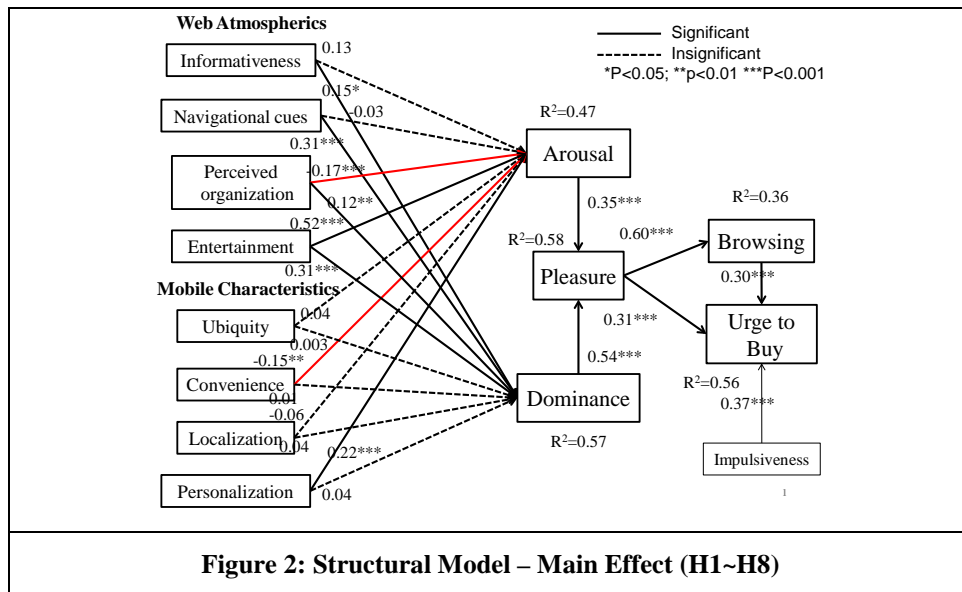 Web Atmospherics
Informativeness
0.13
Significant
Insignificant
*P<0.05; **p<0.01 ***P<0.001
0.15*
Navigational cues
-0.03
R²=0.47
0.31***
Arousal
Perceived
organization
-0.17***
0.12**
0.35***
R²=0.36
0.52***
Entertainment
R²=0.58
0.60***
Browsing
0.31***
Pleasure
0.30***
Mobile Characteristics
Ubiquity
0.04
0.003
0.31***
Urge to
Buy
-0.15**
Convenience
0.01
0.54***
R²=0.56
Dominance
0.37***
-0.06
Localization
0.04
0.22***
R²=0.57
Impulsiveness
Personalization
0.04
1
Figure 2: Structural Model – Main Effect (H1~H8)